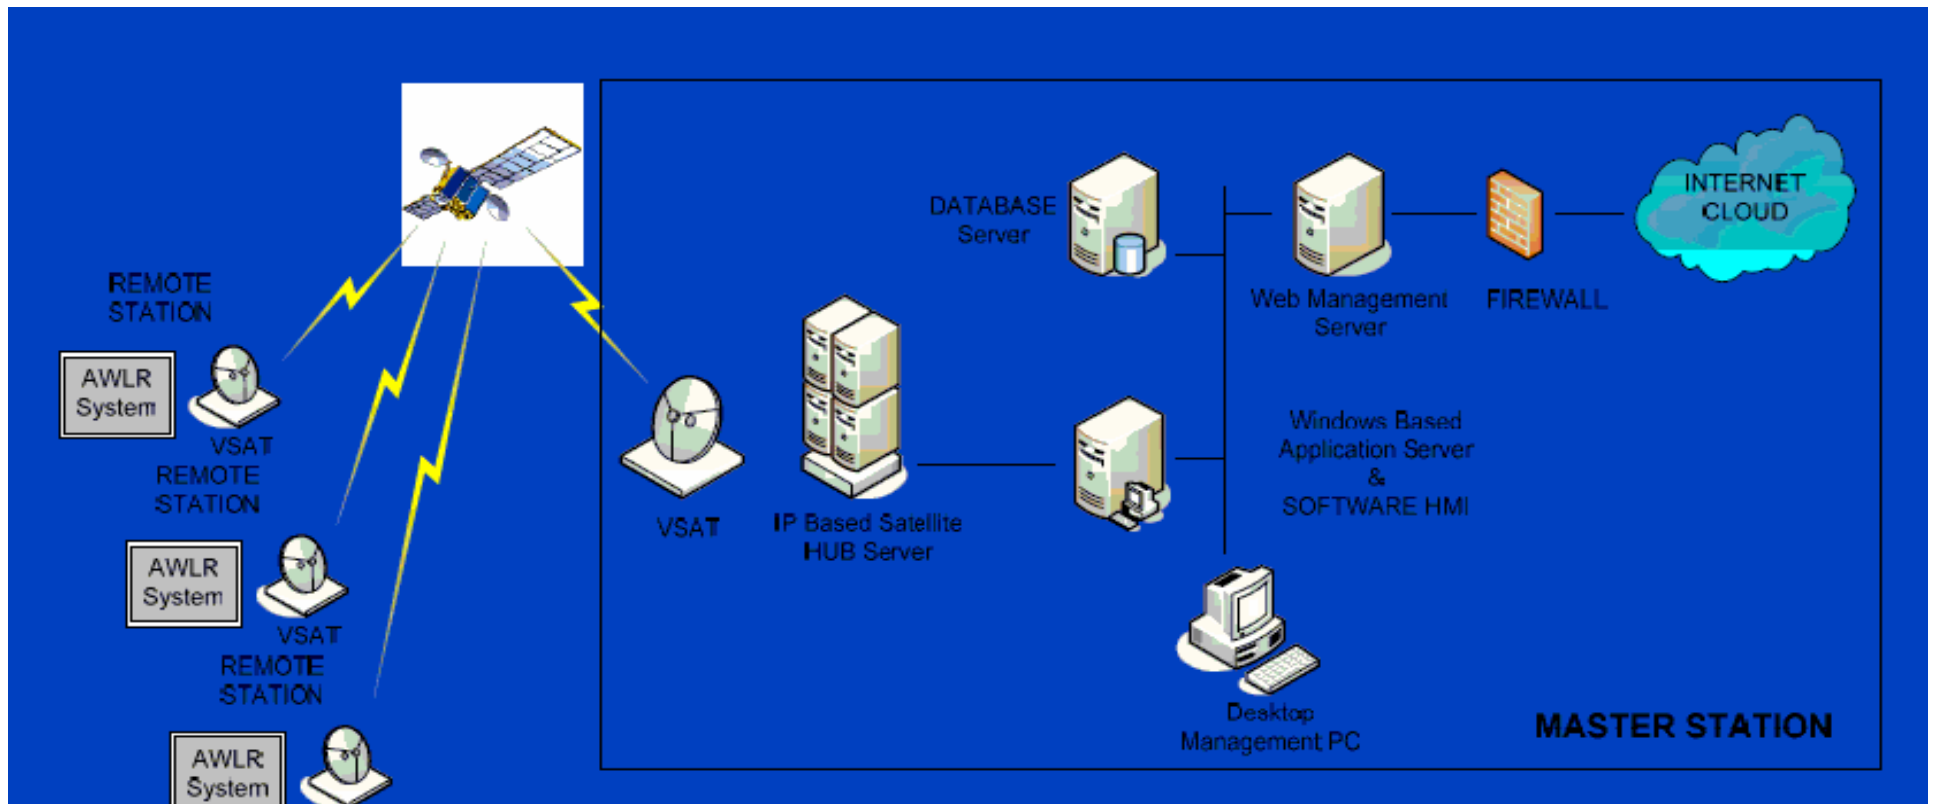 REMOTE
STATION
AWLR
System
VSAT
REMOTE
STATION
AWLR
System
VSAT
REMOTE
STATION
AWLR
System
VSAT
IP Based Satellite
HUB Server
DATABASE
Server
Web Management
Server
FIREWALL
INTERNET
CLOUD
Windows Based
Application Server
&
SOFTWARE HMI
Desktop
Management PC
MASTER STATION